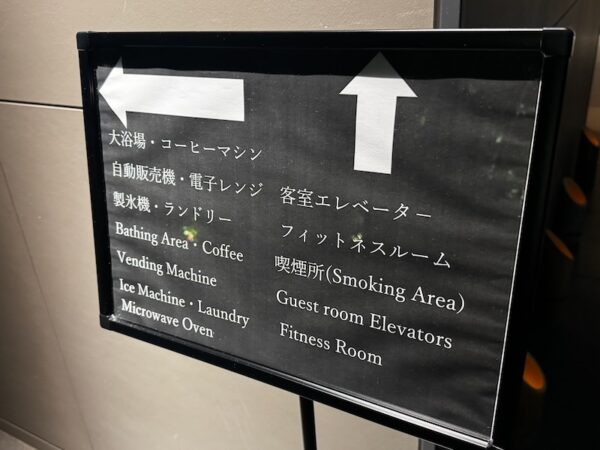 大浴場・コーヒーマシン
自動販売機・電子レンジ
製氷機・ランドリー
Bathing Area・Coffee
Vending Machine
Ice Machine・Laundry
Microwave Oven
客室エレベーター
フィットネスルーム
喫煙所(Smoking Area)
Guest room Elevators
Fitness Room